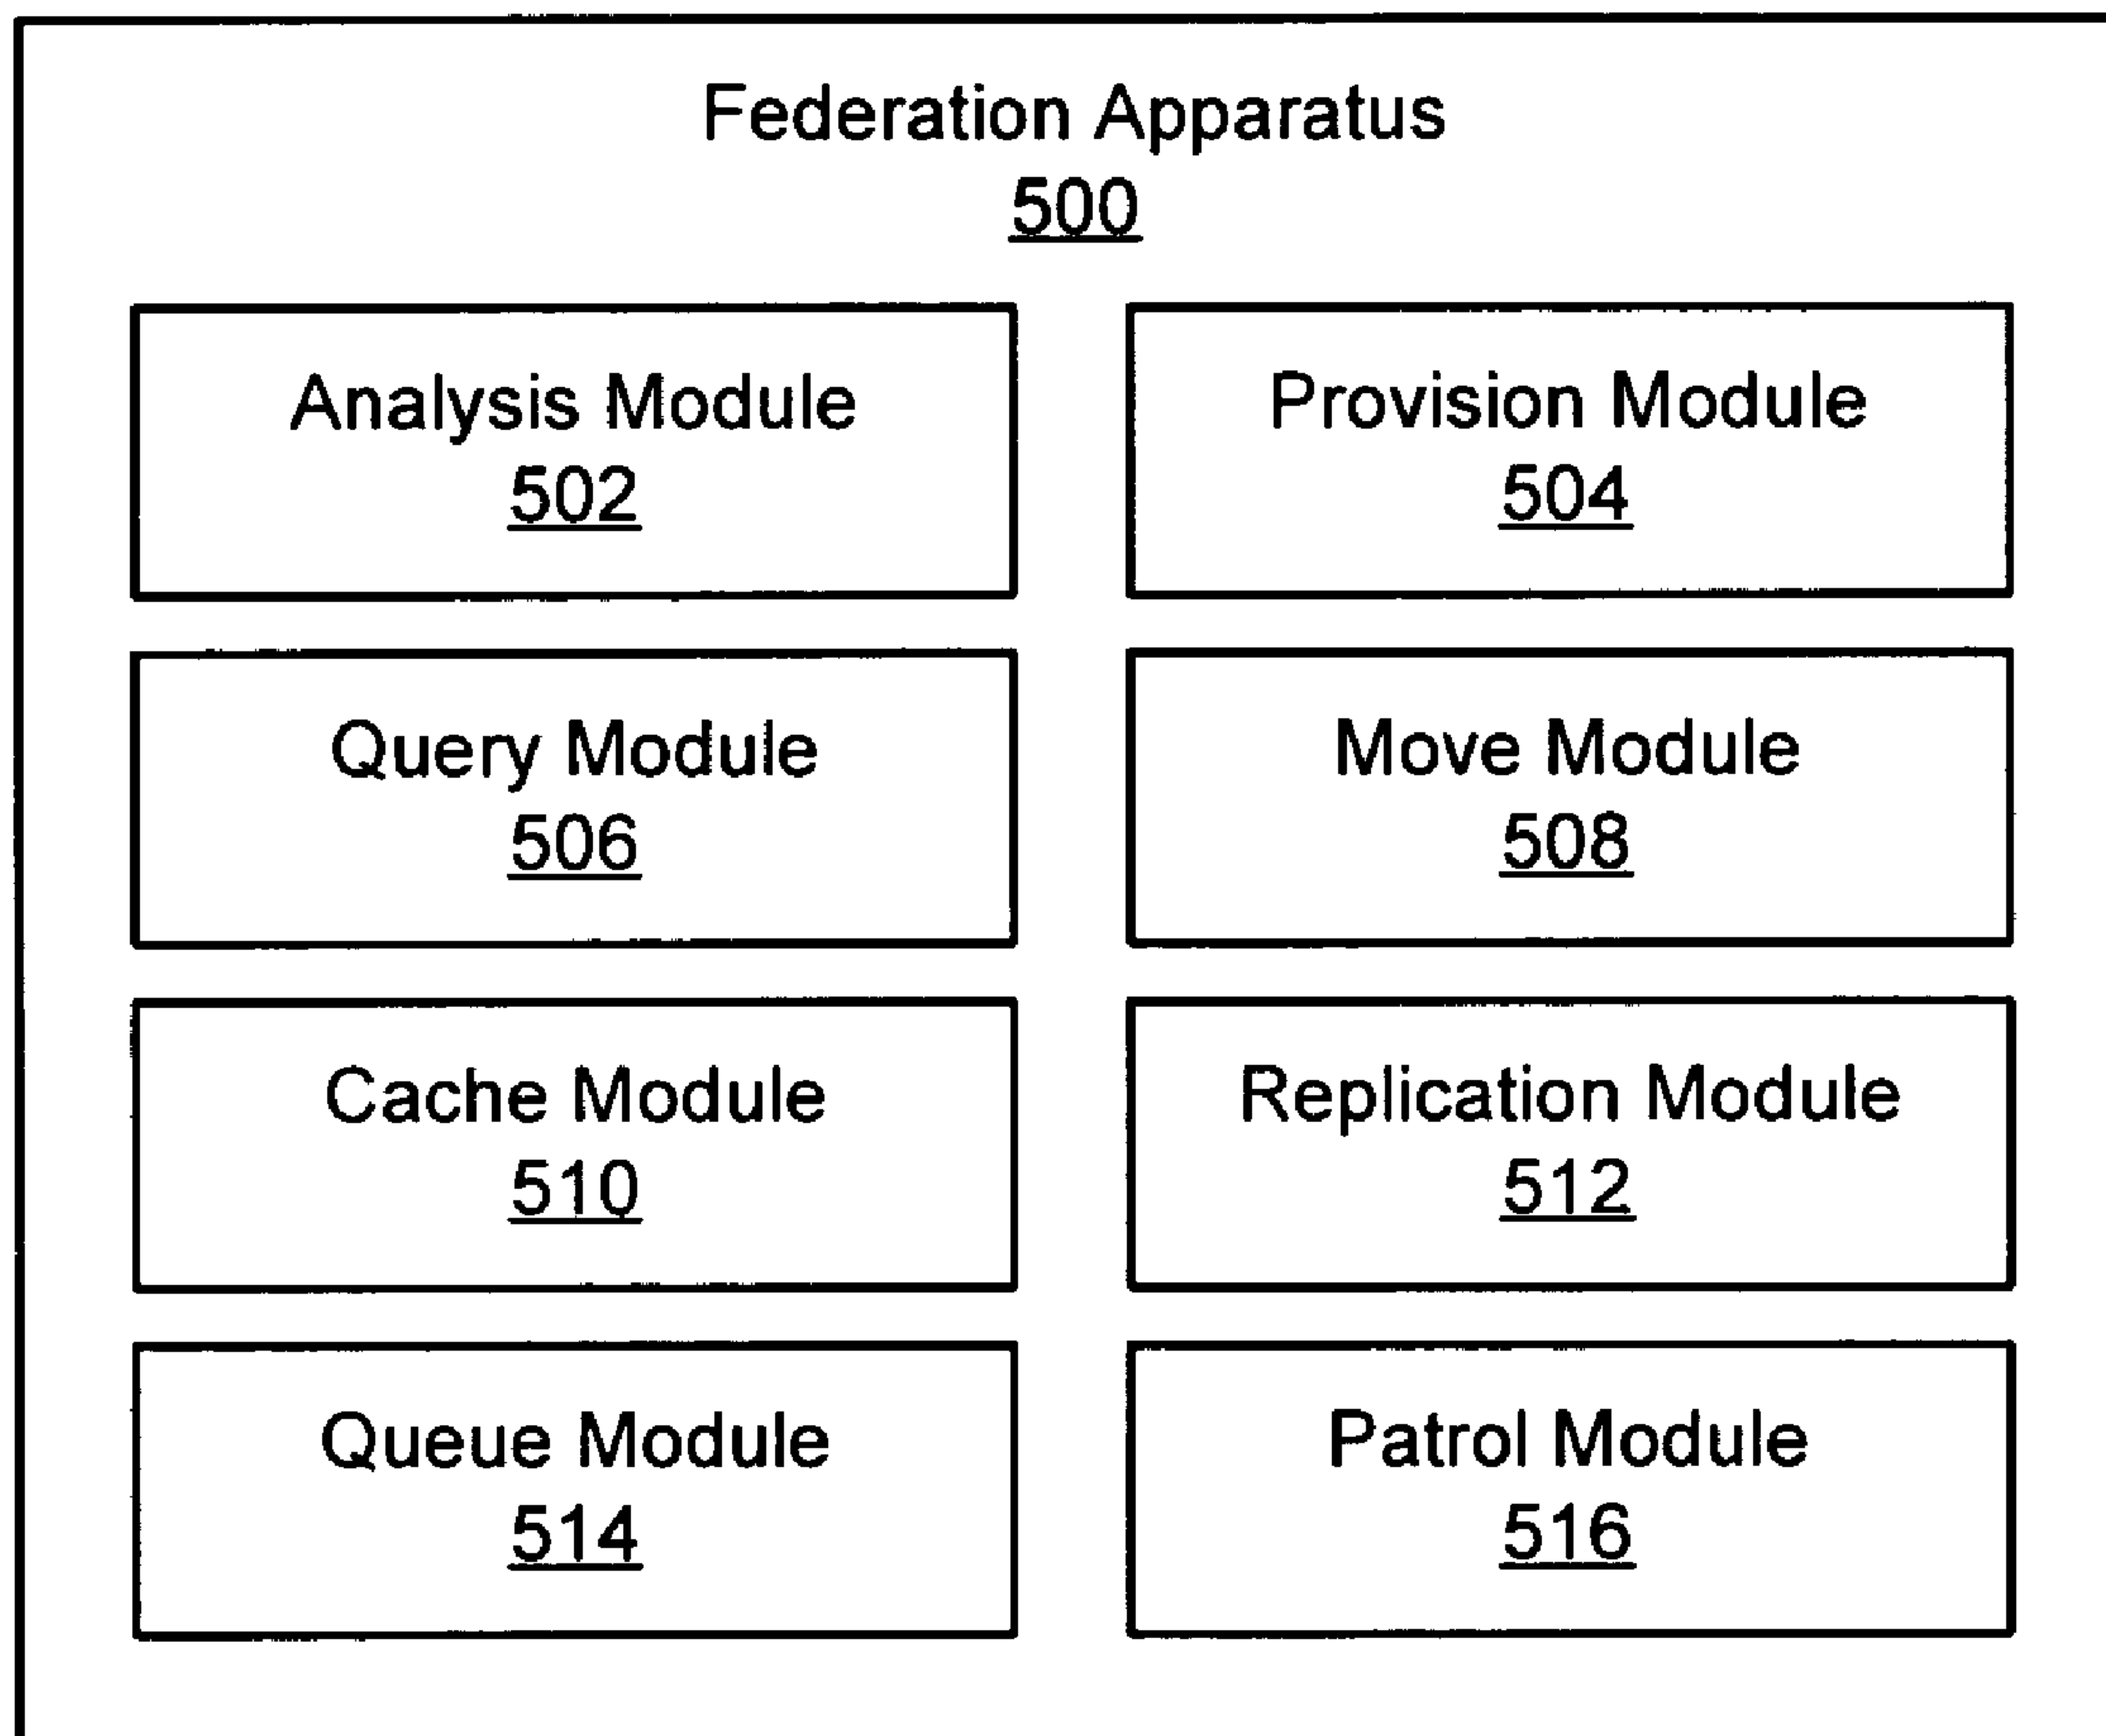 Federation Apparatus
500
Analysis Module
502
Provision Module
504
Query Module
506
Move Module
508
Cache Module
510
Replication Module
512
Queue Module
514
Patrol Module
516